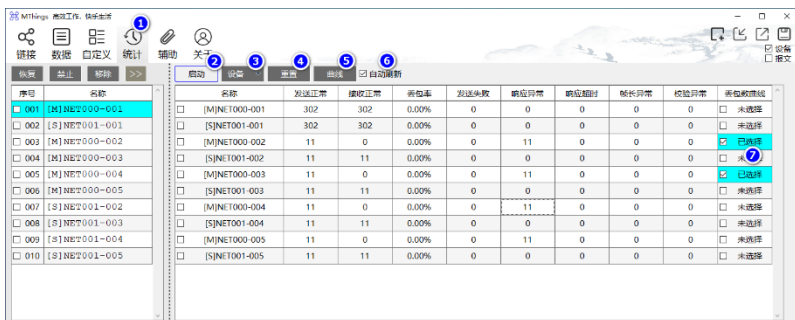 MThings 高效工作，快乐生活
链接 数据 自定义 统计 辅助 关于
1
设备
报文
恢复 禁止 移除 >> 启动 设备 重置 曲线 自动刷新
2 3 4 5 6
序号 名称
001 [M]NET000-001
002 [S]NET001-001
003 [M]NET000-002
004 [M]NET000-003
005 [M]NET000-004
006 [M]NET000-005
007 [S]NET001-002
008 [S]NET001-003
009 [S]NET001-004
010 [S]NET001-005
名称 发送正常 接收正常 丢包率 发送失败 响应异常 响应超时 帧长异常 校验异常 丢包数曲线
[M]NET000-001 302 302 0.00% 0 0 0 0 0 未选择
[S]NET001-001 302 302 0.00% 0 0 0 0 0 未选择
[M]NET000-002 11 0 0.00% 0 11 0 0 0 已选择
[S]NET001-002 11 11 0.00% 0 0 0 0 0 未选择
7
[M]NET000-003 11 0 0.00% 0 11 0 0 0 已选择
[S]NET001-003 11 11 0.00% 0 0 0 0 0 未选择
[M]NET000-004 11 0 0.00% 0 11 0 0 0 未选择
[S]NET001-004 11 11 0.00% 0 0 0 0 0 未选择
[M]NET000-005 11 0 0.00% 0 11 0 0 0 未选择
[S]NET001-005 11 11 0.00% 0 0 0 0 0 未选择